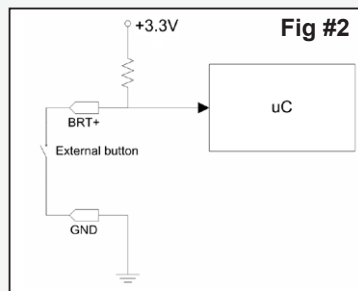 +3.3V
Fig #2
uC
BRT+
External button
GND